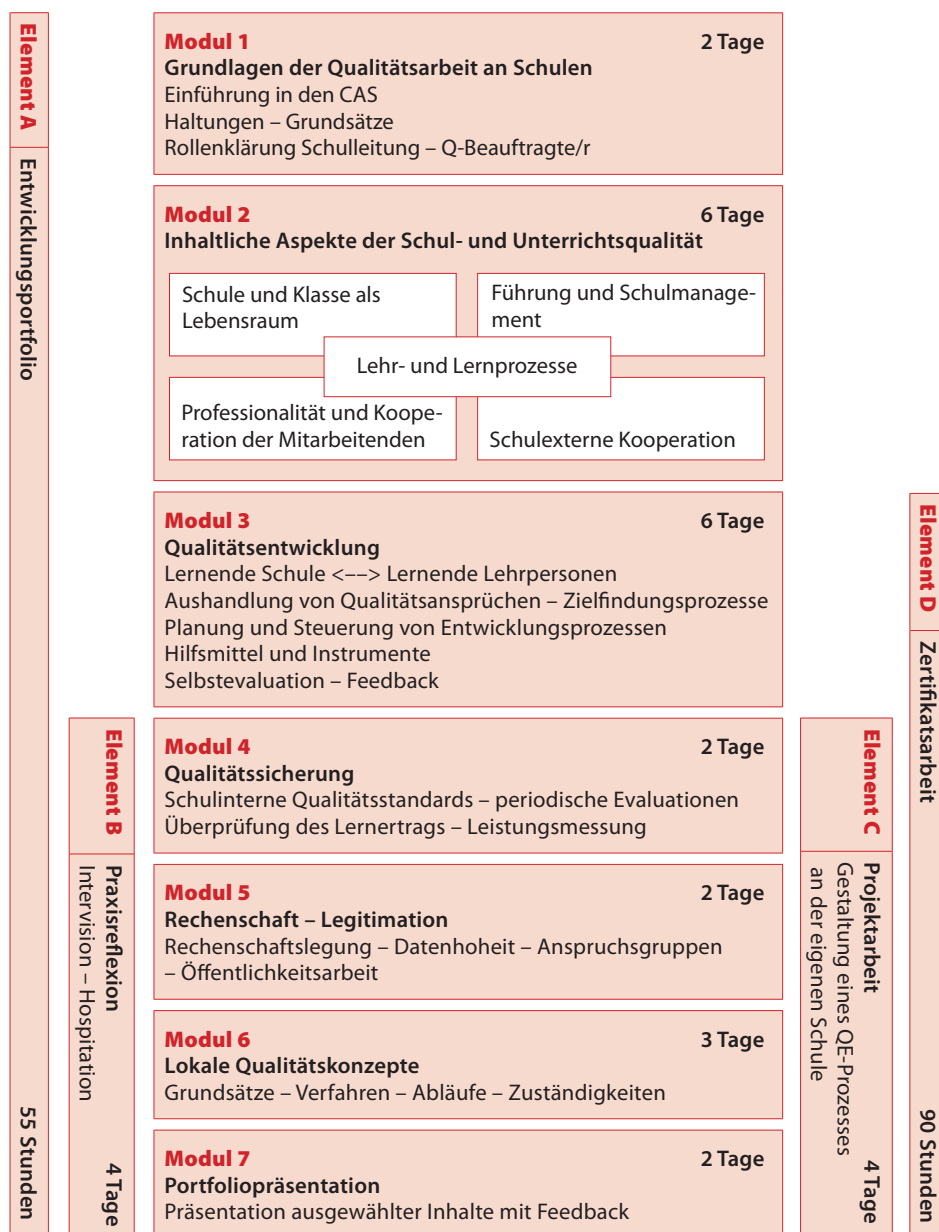 Element A
Entwicklungsportfolio
55 Stunden
Modul 1 2 Tage
Grundlagen der Qualitätsarbeit an Schulen
Einführung in den CAS
Haltungen – Grundsätze
Rollenklärung Schulleitung – Q-Beauftragte/r
Modul 2 6 Tage
Inhaltliche Aspekte der Schul- und Unterrichtsqualität
Schule und Klasse als
Lebensraum
Führung und Schulmanage-
ment
Lehr- und Lernprozesse
Professionalität und Koope-
ration der Mitarbeitenden
Schulexterne Kooperation
Modul 3 6 Tage
Qualitätsentwicklung
Lernende Schule <––> Lernende Lehrpersonen
Aushandlung von Qualitätsansprüchen – Zielfindungsprozesse
Planung und Steuerung von Entwicklungsprozessen
Hilfsmittel und Instrumente
Selbstevaluation – Feedback
Element B
Praxisreflexion
Intervision – Hospitation
4 Tage
Modul 4 2 Tage
Qualitätssicherung
Schulinterne Qualitätsstandards – periodische Evaluationen
Überprüfung des Lernertrags – Leistungsmessung
Modul 5 2 Tage
Rechenschaft – Legitimation
Rechenschaftslegung – Datenhoheit – Anspruchsgruppen
– Öffentlichkeitsarbeit
Modul 6 3 Tage
Lokale Qualitätskonzepte
Grundsätze – Verfahren – Abläufe – Zuständigkeiten
Modul 7 2 Tage
Portfoliopräsentation
Präsentation ausgewählter Inhalte mit Feedback
Element C
Projektarbeit
Gestaltung eines QE-Prozesses
an der eigenen Schule
4 Tage
Element D
Zertifikatsarbeit
90 Stunden